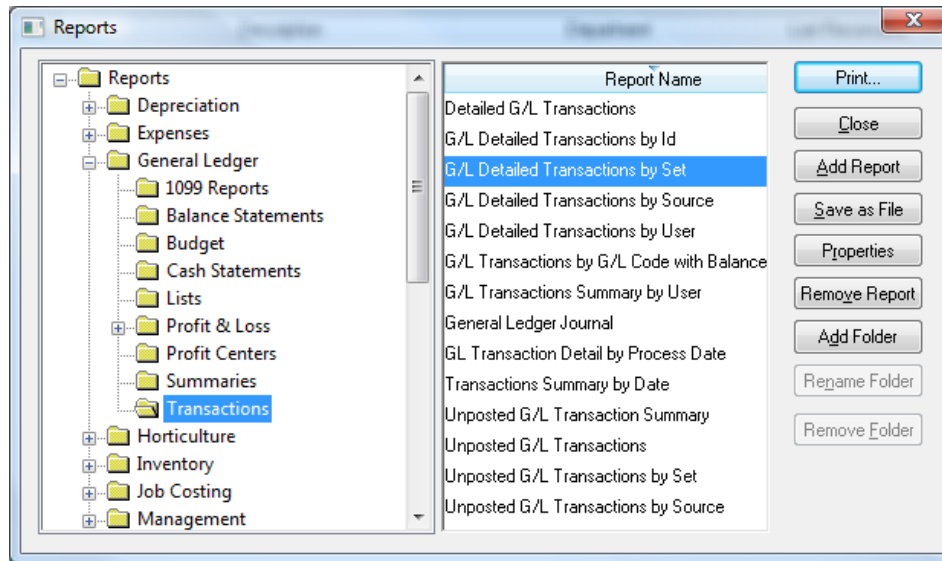 Reports
Description
Department
Reports
Depreciation
Expenses
General Ledger
1099 Reports
Balance Statements
Budget
Cash Statements
Lists
Profit & Loss
Profit Centers
Summaries
Transactions
Horticulture
Inventory
Job Costing
Management
Report Name
Detailed G/L Transactions
G/L Detailed Transactions by Id
G/L Detailed Transactions by Set
G/L Detailed Transactions by Source
G/L Detailed Transactions by User
G/L Transactions by G/L Code with Balance
G/L Transactions Summary by User
General Ledger Journal
GL Transaction Detail by Process Date
Transactions Summary by Date
Unposted G/L Transaction Summary
Unposted G/L Transactions
Unposted G/L Transactions by Set
Unposted G/L Transactions by Source
Print...
Close
Add Report
Save as File
Properties
Remove Report
Add Folder
Rename Folder
Remove Folder